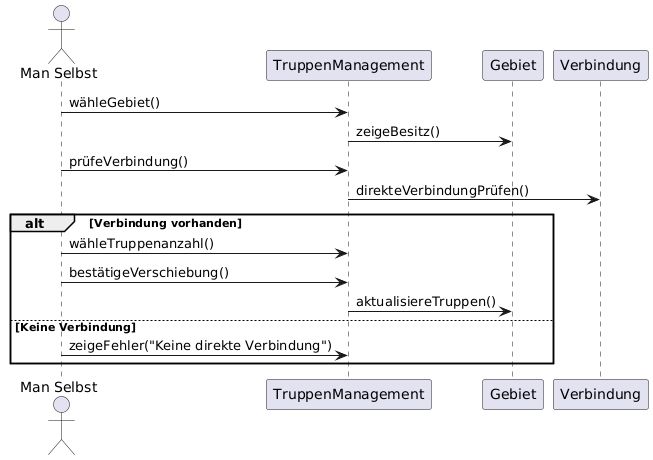 Man Selbst
TruppenManagement
Gebiet
Verbindung
wähleGebiet()
zeigeBesitz()
prüfeVerbindung()
direkteVerbindungPrüfen()
alt
[Verbindung vorhanden]
wähleTruppenanzahl()
bestätigeVerschiebung()
aktualisiereTruppen()
[Keine Verbindung]
zeigeFehler("Keine direkte Verbindung")
Man Selbst
TruppenManagement
Gebiet
Verbindung